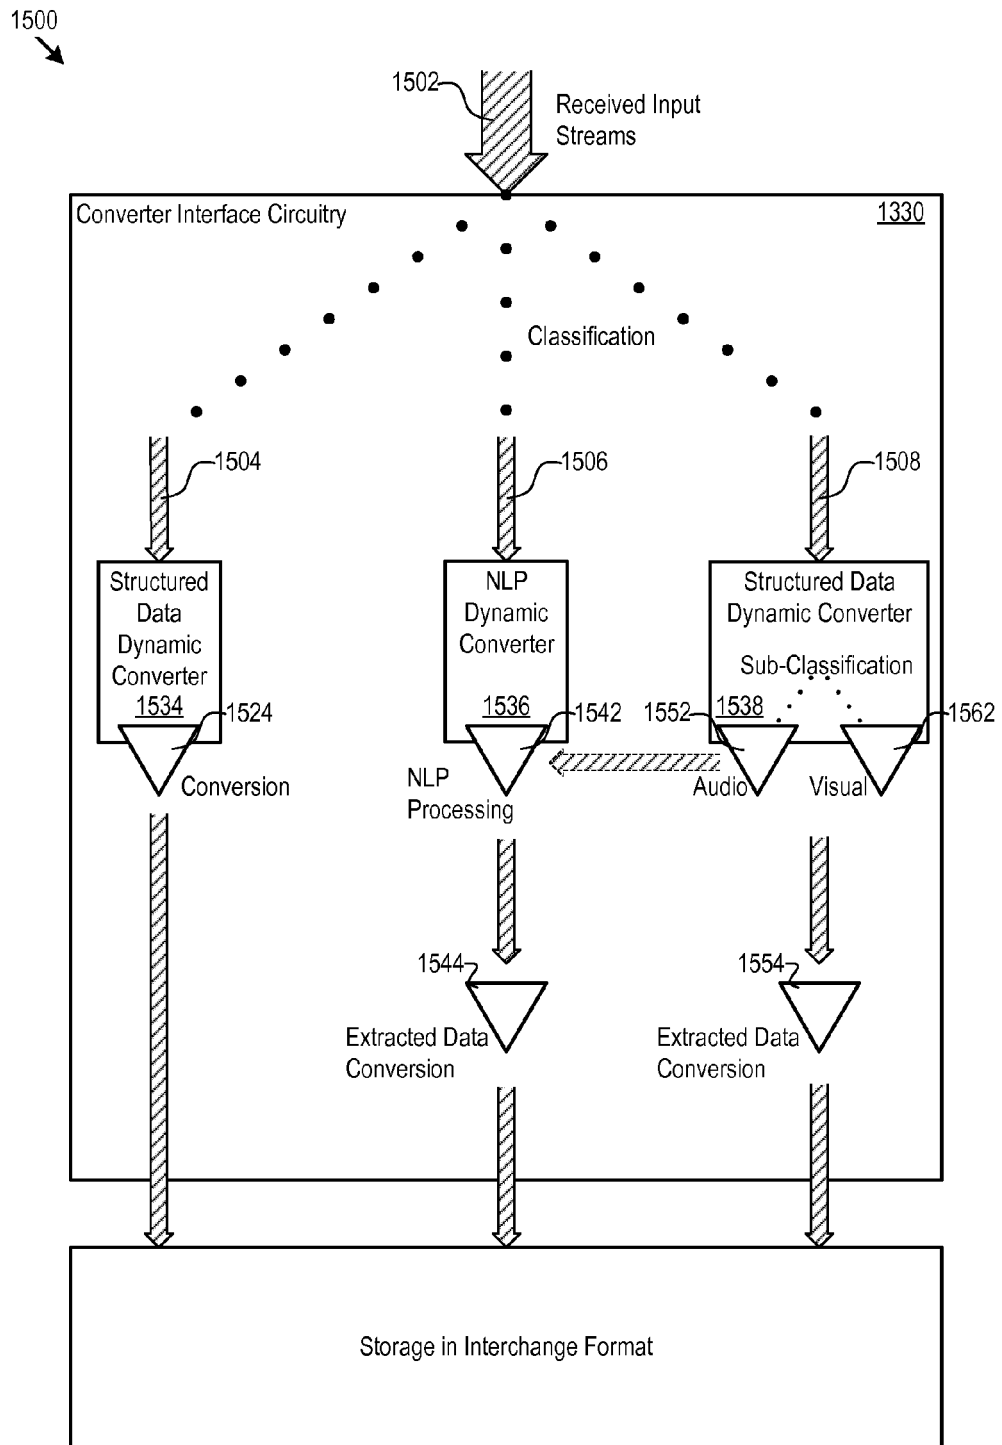 1500
1502
Received Input
Streams
Converter Interface Circuitry
1330
Classification
1504
1506
1508
Structured
Data
Dynamic
Converter
1534
NLP
Dynamic
Converter
1536
Structured Data
Dynamic Converter
Sub-Classification
1538
1524
1542
1552
1562
Conversion
NLP
Processing
Audio
Visual
1544
1554
Extracted Data
Conversion
Extracted Data
Conversion
Storage in Interchange Format